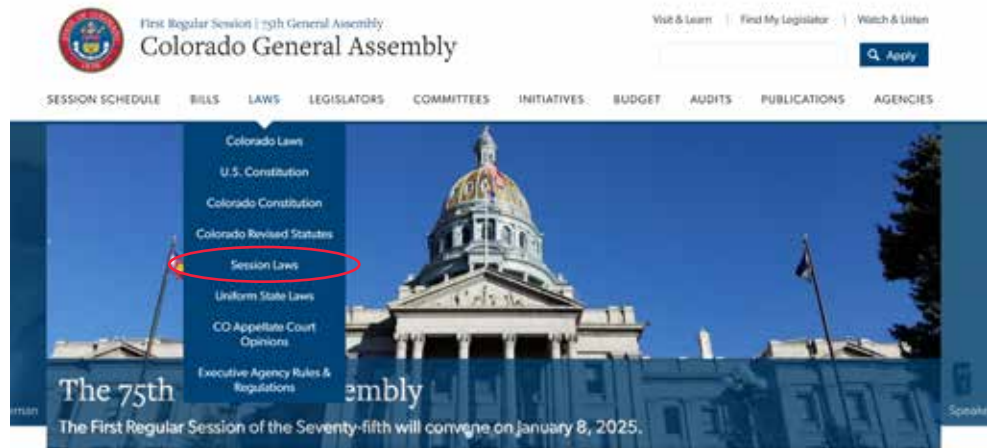 First Regular Session | 75th General Assembly
Colorado General Assembly
Visit & Learn | Find My Legislator | Watch & Listen
Apply
SESSION SCHEDULE BILLS LAWS LEGISLATORS COMMITTEES INITIATIVES BUDGET AUDITS PUBLICATIONS AGENCIES
Colorado Laws
U.S. Constitution
Colorado Constitution
Colorado Revised Statutes
Session Laws
Uniform State Laws
CO Appellate Court
Opinions
Executive Agency Rules &
Regulations
The 75th embly
The First Regular Session of the Seventy-fifth will convene on January 8, 2025.